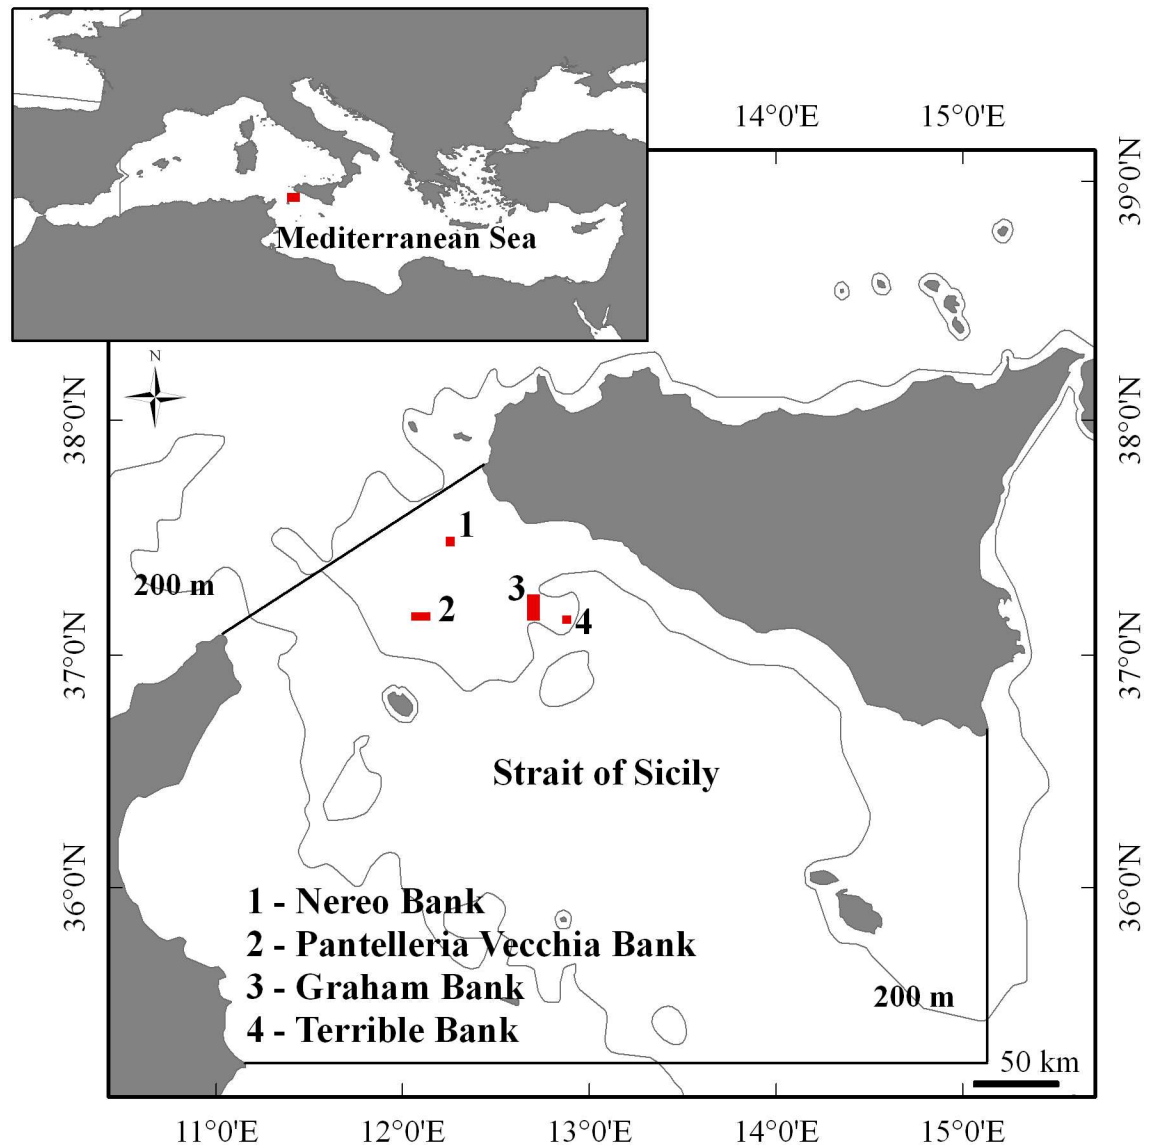 14°0'E 15°0'E
Mediterranean Sea
39°0'N
N
38°0'N
38°0'N
1
200 m
3
2
4
37°0'N
37°0'N
Strait of Sicily
36°0'N
36°0'N
1 - Nereo Bank
2 - Pantelleria Vecchia Bank
3 - Graham Bank
200 m
4 - Terrible Bank
50 km
11°0'E 12°0'E 13°0'E 14°0'E 15°0'E